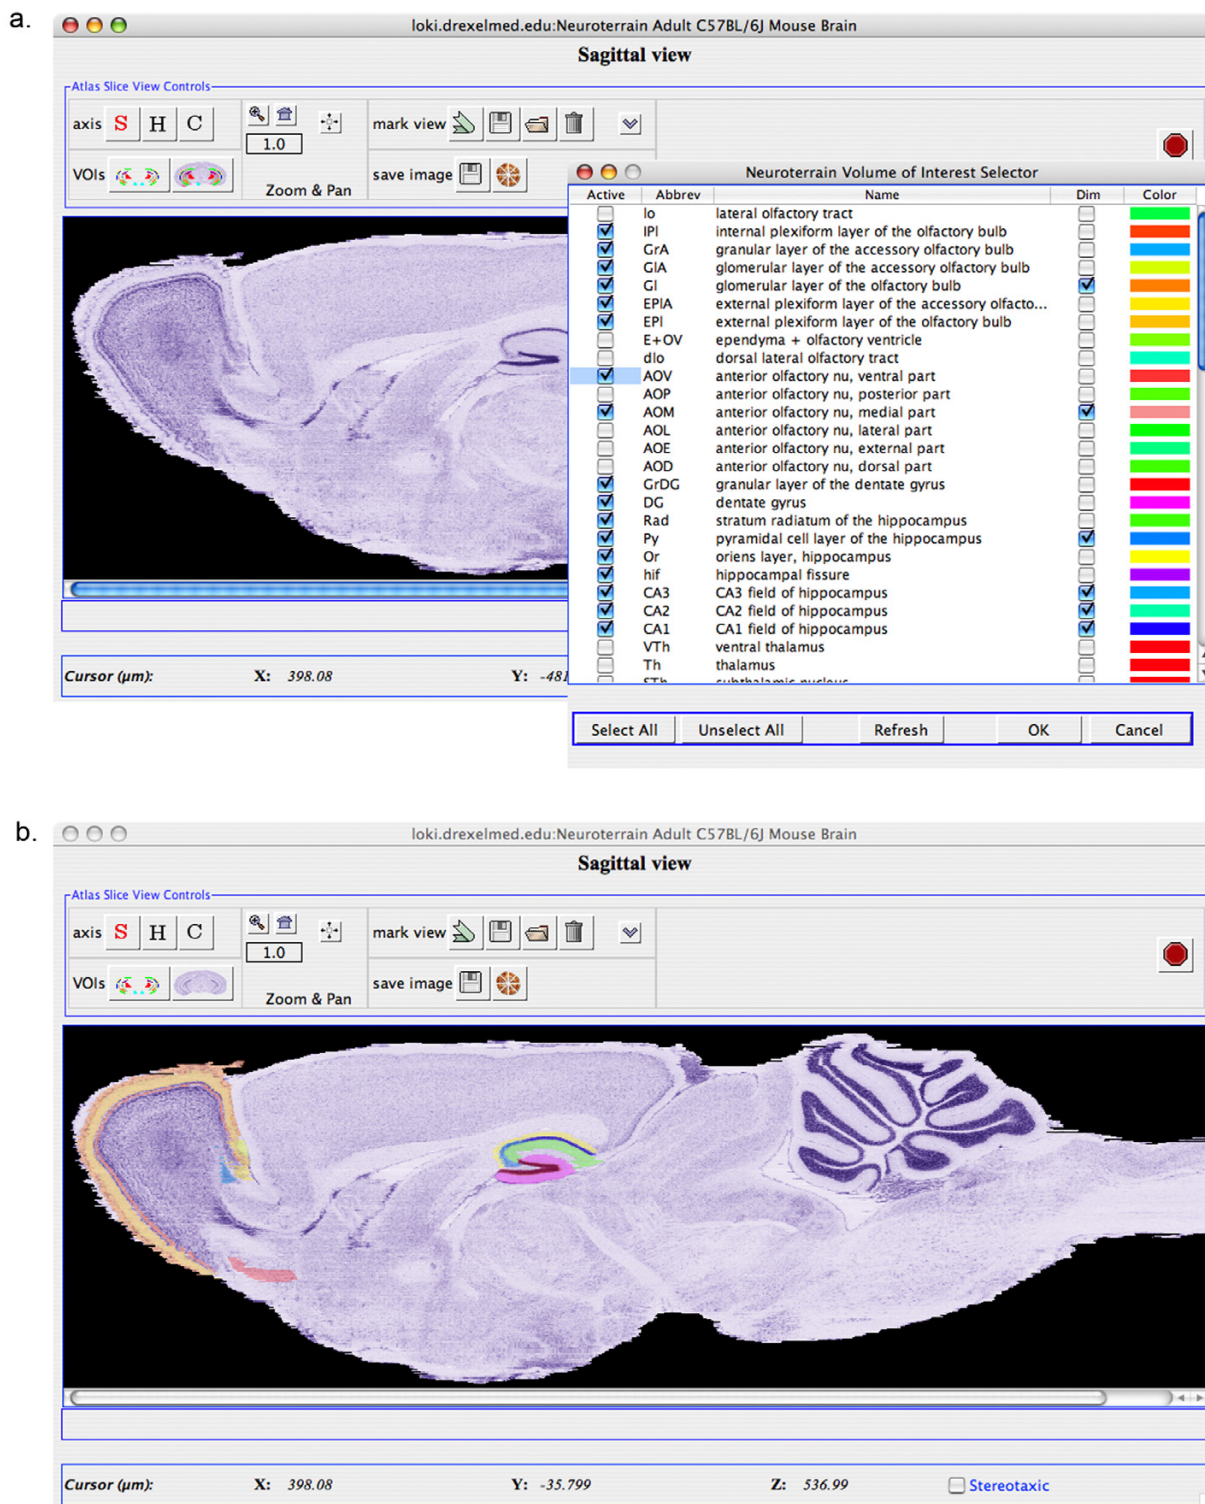 a.
loki.drexelmed.edu:Neuroterrain Adult C57BL/6J Mouse Brain
Sagittal view
Atlas Slice View Controls
axis S H C
1.0
mark view
VOIs
Zoom & Pan
save image
Neuroterrain Volume of Interest Selector
Active Abbrev Name Dim Color
lo lateral olfactory tract
IPl internal plexiform layer of the olfactory bulb
GrA granular layer of the accessory olfactory bulb
GlA glomerular layer of the accessory olfactory bulb
Gl glomerular layer of the olfactory bulb
EPlA external plexiform layer of the accessory olfacto...
EPl external plexiform layer of the olfactory bulb
E+OV ependyma + olfactory ventricle
dlo dorsal lateral olfactory tract
AOV anterior olfactory nu, ventral part
AOP anterior olfactory nu, posterior part
AOM anterior olfactory nu, medial part
AOL anterior olfactory nu, lateral part
AOE anterior olfactory nu, external part
AOD anterior olfactory nu, dorsal part
GrDG granular layer of the dentate gyrus
DG dentate gyrus
Rad stratum radiatum of the hippocampus
Py pyramidal cell layer of the hippocampus
Or oriens layer, hippocampus
hif hippocampal fissure
CA3 CA3 field of hippocampus
CA2 CA2 field of hippocampus
CA1 CA1 field of hippocampus
VTh ventral thalamus
Th thalamus
STh subthalamic nucleus
Select All Unselect All Refresh OK Cancel
Cursor (µm): X: 398.08 Y: -481
b.
loki.drexelmed.edu:Neuroterrain Adult C57BL/6J Mouse Brain
Sagittal view
Atlas Slice View Controls
axis S H C
1.0
mark view
VOIs
Zoom & Pan
save image
Cursor (µm): X: 398.08 Y: -35.799 Z: 536.99 Stereotaxic